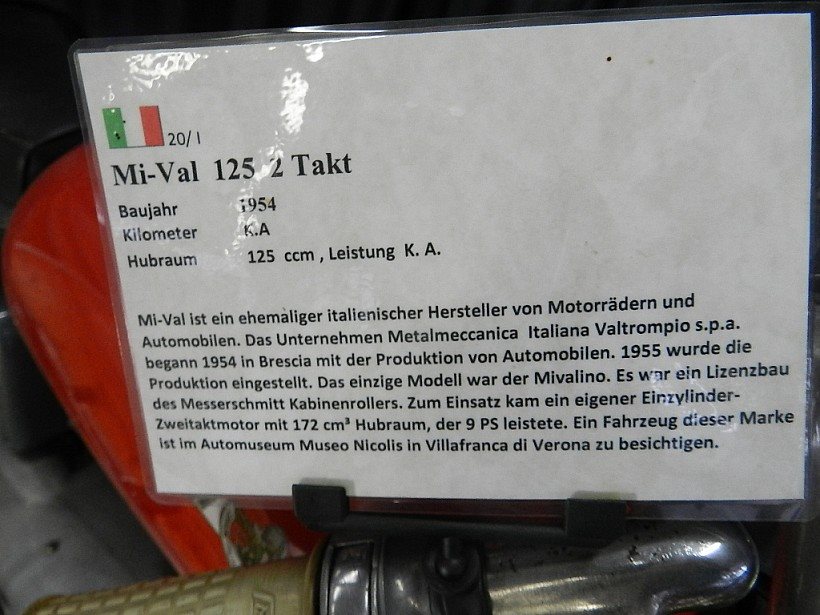 20/ I
Mi-Val 125 2 Takt
Baujahr 1954
Kilometer K.A
Hubraum 125 ccm , Leistung K. A.
Mi-Val ist ein ehemaliger italienischer Hersteller von Motorrädern und
Automobilen. Das Unternehmen Metalmeccanica Italiana Valtrompio s.p.a.
begann 1954 in Brescia mit der Produktion von Automobilen. 1955 wurde die
Produktion eingestellt. Das einzige Modell war der Mivalino. Es war ein Lizenzbau
des Messerschmitt Kabinenrollers. Zum Einsatz kam ein eigener Einzylinder-
Zweitaktmotor mit 172 cm³ Hubraum, der 9 PS leistete. Ein Fahrzeug dieser Marke
ist im Automuseum Museo Nicolis in Villafranca di Verona zu besichtigen.